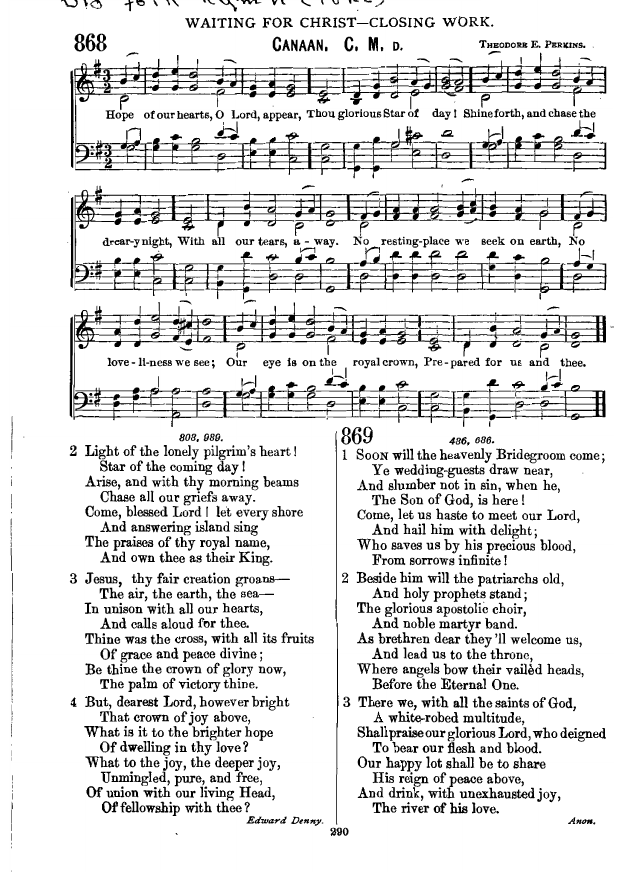 WAITING FOR CHRIST—CLOSING WORK.
868 CANAAN. C. M. D. THEODORE E. PERKINS.
Hope of our hearts, O Lord, appear, Thou glorious Star of day! Shine forth, and chase the
drear-y night, With all our tears, a-way. No resting-place we seek on earth, No
love-li-ness we see; Our eye is on the royal crown, Pre-pared for us and thee.
808, 989.
2 Light of the lonely pilgrim's heart!
Star of the coming day!
Arise, and with thy morning beams
Chase all our griefs away.
Come, blessed Lord! let every shore
And answering island sing
The praises of thy royal name,
And own thee as their King.
3 Jesus, thy fair creation groans—
The air, the earth, the sea—
In unison with all our hearts,
And calls aloud for thee.
Thine was the cross, with all its fruits
Of grace and peace divine;
Be thine the crown of glory now,
The palm of victory thine.
4 But, dearest Lord, however bright
That crown of joy above,
What is it to the brighter hope
Of dwelling in thy love?
What to the joy, the deeper joy,
Unmingled, pure, and free,
Of union with our living Head,
Of fellowship with thee?
Edward Denny.
869 436, 686.
1 SOON will the heavenly Bridegroom come;
Ye wedding-guests draw near,
And slumber not in sin, when he,
The Son of God, is here!
Come, let us haste to meet our Lord,
And hail him with delight;
Who saves us by his precious blood,
From sorrows infinite!
2 Beside him will the patriarchs old,
And holy prophets stand;
The glorious apostolic choir,
And noble martyr band.
As brethren dear they'll welcome us,
And lead us to the throne,
Where angels bow their vailèd heads,
Before the Eternal One.
3 There we, with all the saints of God,
A white-robed multitude,
Shall praise our glorious Lord, who deigned
To bear our flesh and blood.
Our happy lot shall be to share
His reign of peace above,
And drink, with unexhausted joy,
The river of his love.
Anon.
290